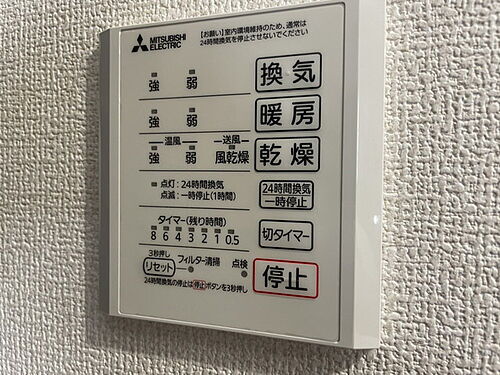 MITSUBISHI
ELECTRIC
【お願い】室内環境維持のため、通常は
24時間換気を停止させないでください
強 弱 換気
強 弱 暖房
温風 送風
強 弱 風乾燥 乾燥
点灯:24時間換気
点滅:一時停止(1時間)
24時間換気
一時停止
タイマー(残り時間)
8 6 4 3 2 1 0.5
切タイマー
3秒押し
リセット フィルター清掃 点検
停止
24時間換気の停止は停止ボタンを3秒押し